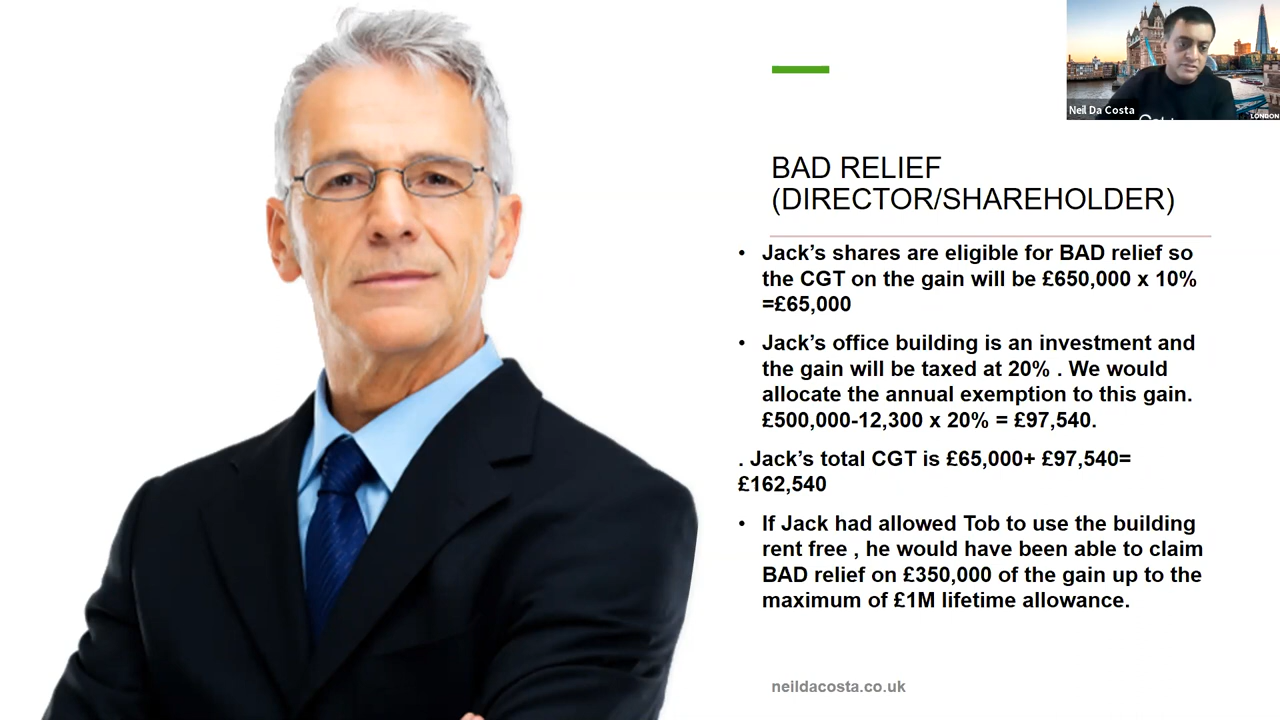 Neil Da Costa
LONDON
BAD RELIEF
(DIRECTOR/SHAREHOLDER)
• Jack’s shares are eligible for BAD relief so
the CGT on the gain will be £650,000 x 10%
=£65,000
• Jack’s office building is an investment and
the gain will be taxed at 20% . We would
allocate the annual exemption to this gain.
£500,000-12,300 x 20% = £97,540.
. Jack’s total CGT is £65,000+ £97,540=
£162,540
• If Jack had allowed Tob to use the building
rent free , he would have been able to claim
BAD relief on £350,000 of the gain up to the
maximum of £1M lifetime allowance.
neildacosta.co.uk